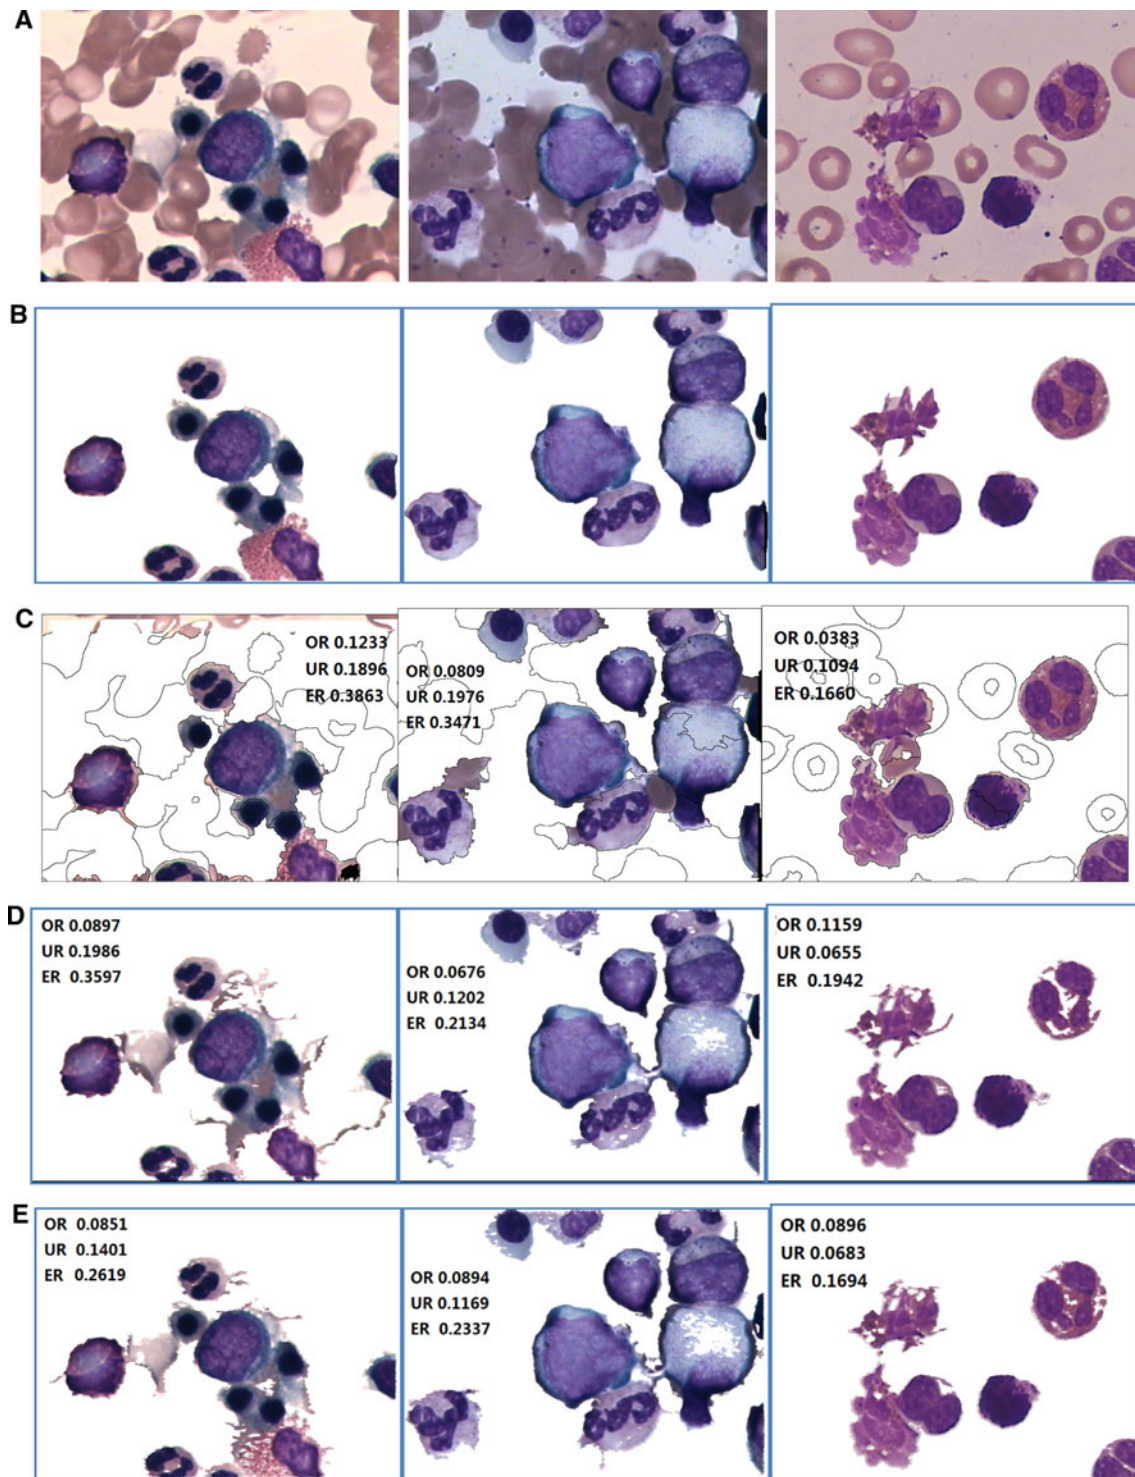 A
B
C
OR 0.1233
UR 0.1896
ER 0.3863
OR 0.0809
UR 0.1976
ER 0.3471
OR 0.0383
UR 0.1094
ER 0.1660
D
OR 0.0897
UR 0.1986
ER 0.3597
OR 0.0676
UR 0.1202
ER 0.2134
OR 0.1159
UR 0.0655
ER 0.1942
E
OR 0.0851
UR 0.1401
ER 0.2619
OR 0.0894
UR 0.1169
ER 0.2337
OR 0.0896
UR 0.0683
ER 0.1694